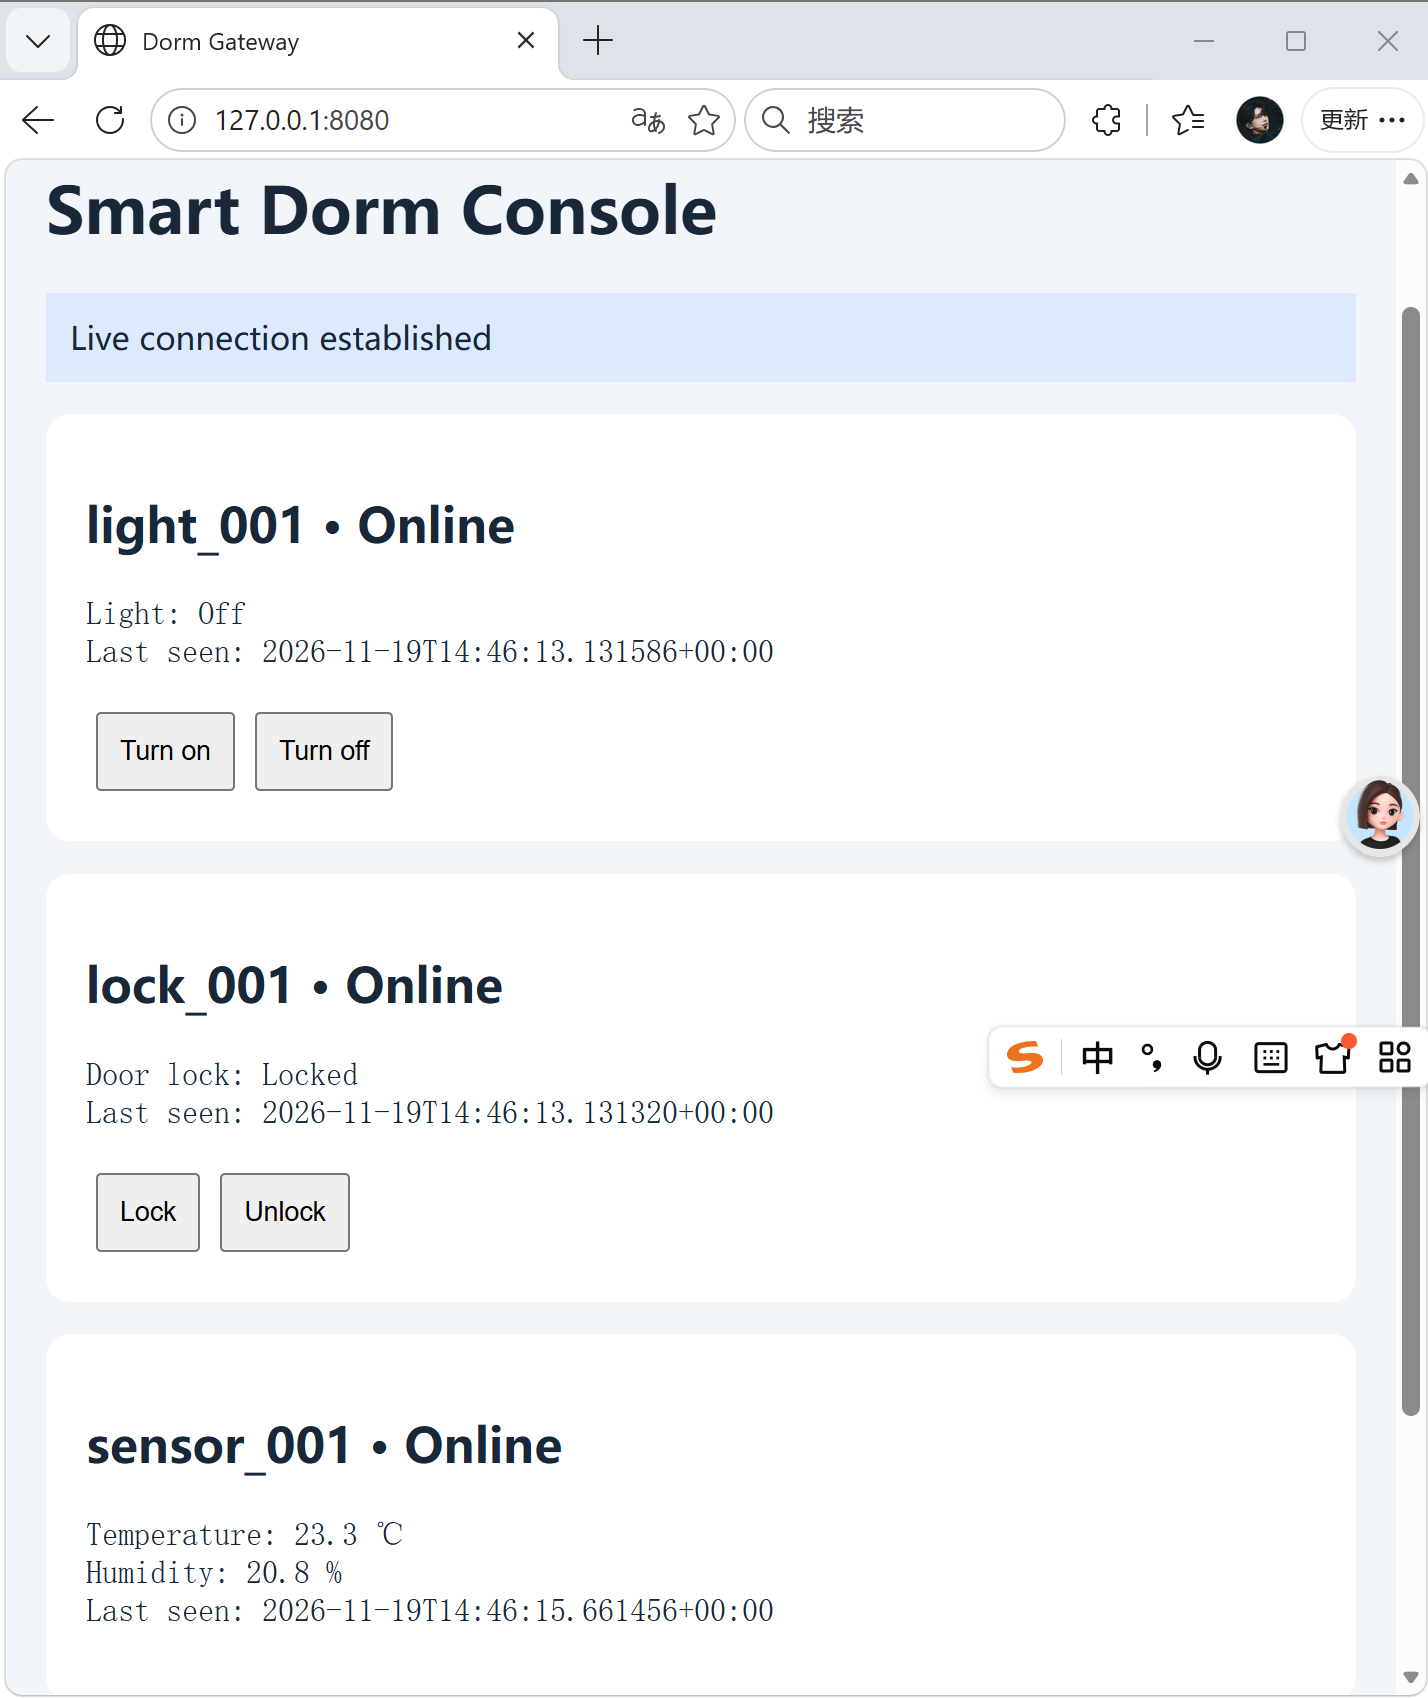 Dorm Gateway
127.0.0.1:8080
搜索
更新
Smart Dorm Console
Live connection established
light_001 • Online
Light: Off
Last seen: 2026-11-19T14:46:13.131586+00:00
Turn on
Turn off
lock_001 • Online
中
Door lock: Locked
Last seen: 2026-11-19T14:46:13.131320+00:00
Lock
Unlock
sensor_001 • Online
Temperature: 23.3 ℃
Humidity: 20.8 %
Last seen: 2026-11-19T14:46:15.661456+00:00